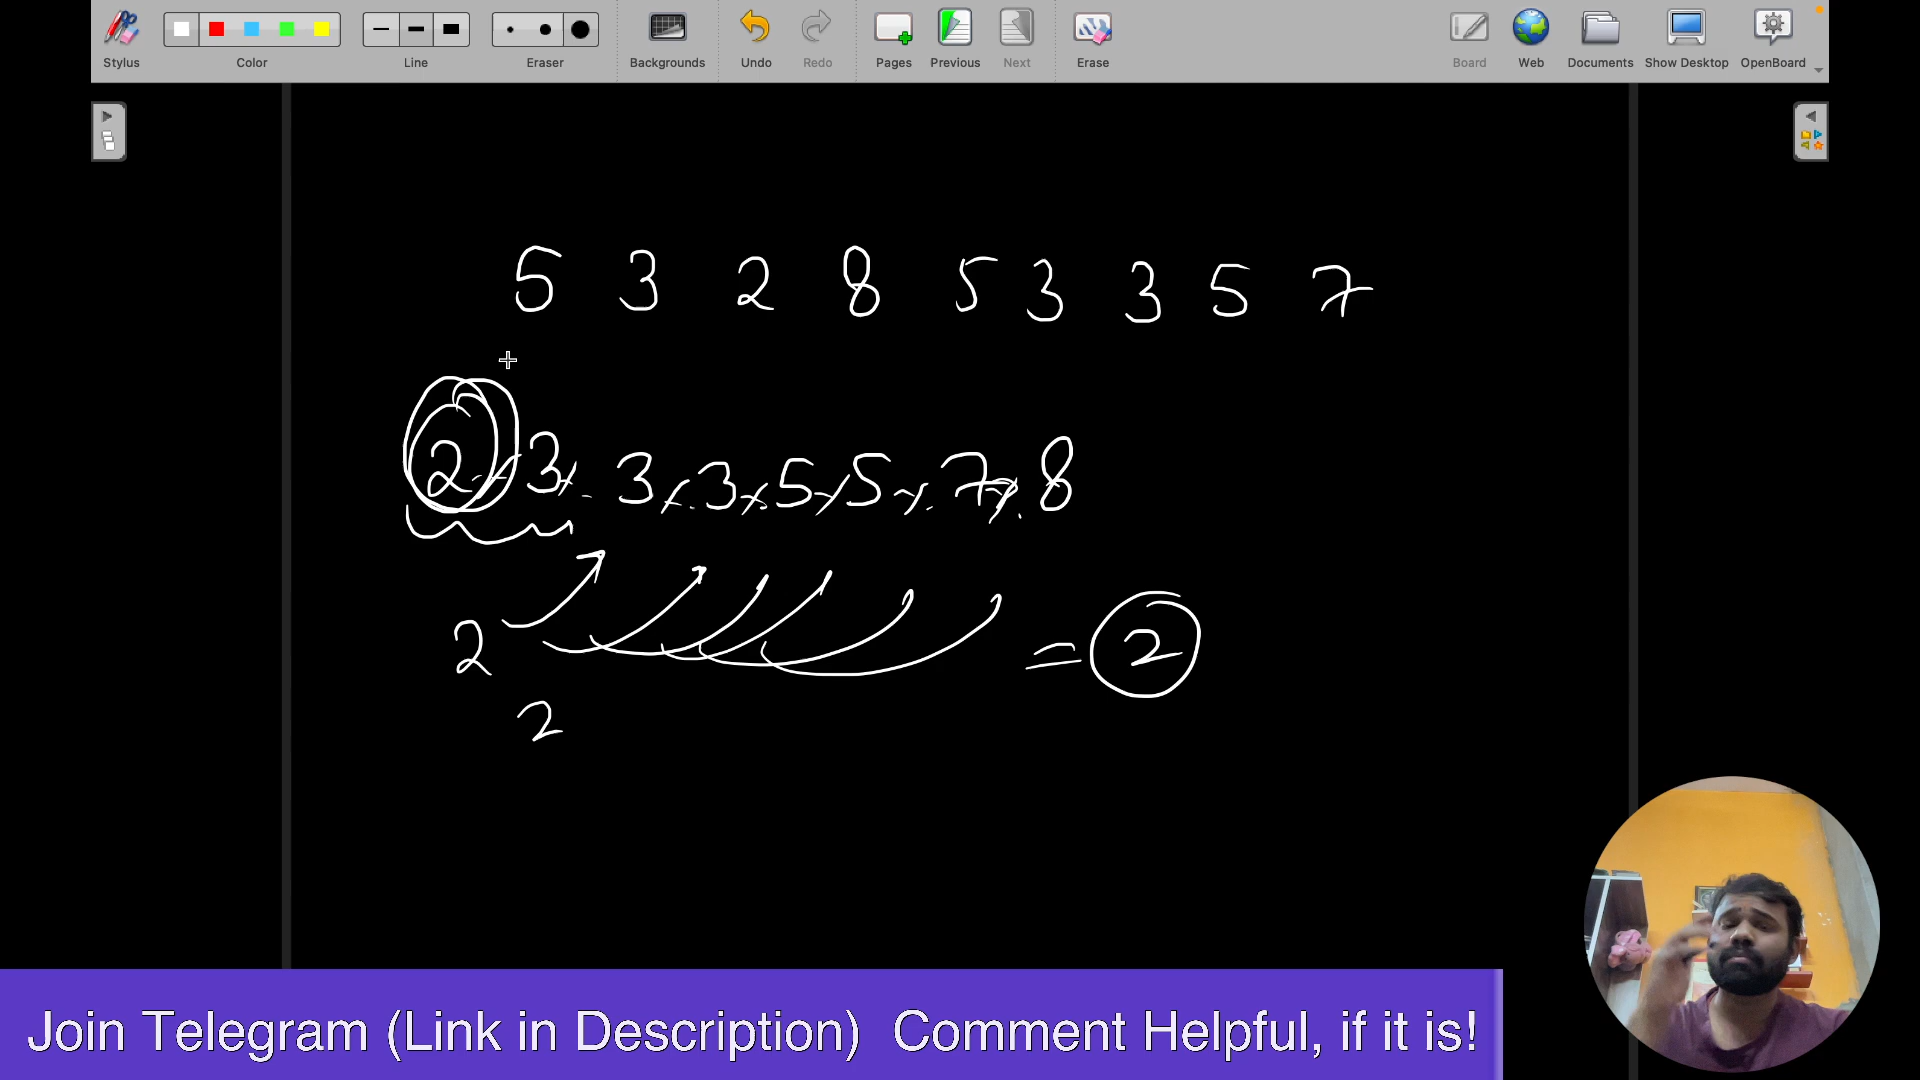 Stylus Color Line Eraser Backgrounds Undo Redo Pages Previous Next Erase Board Web Documents Show Desktop OpenBoard
5 3 2 8 5 3 3 5 7
2 × 3 × 3 × 3 × 5 × 5 × 7 × 8
2 = 2
2
Join Telegram (Link in Description) Comment Helpful, if it is!